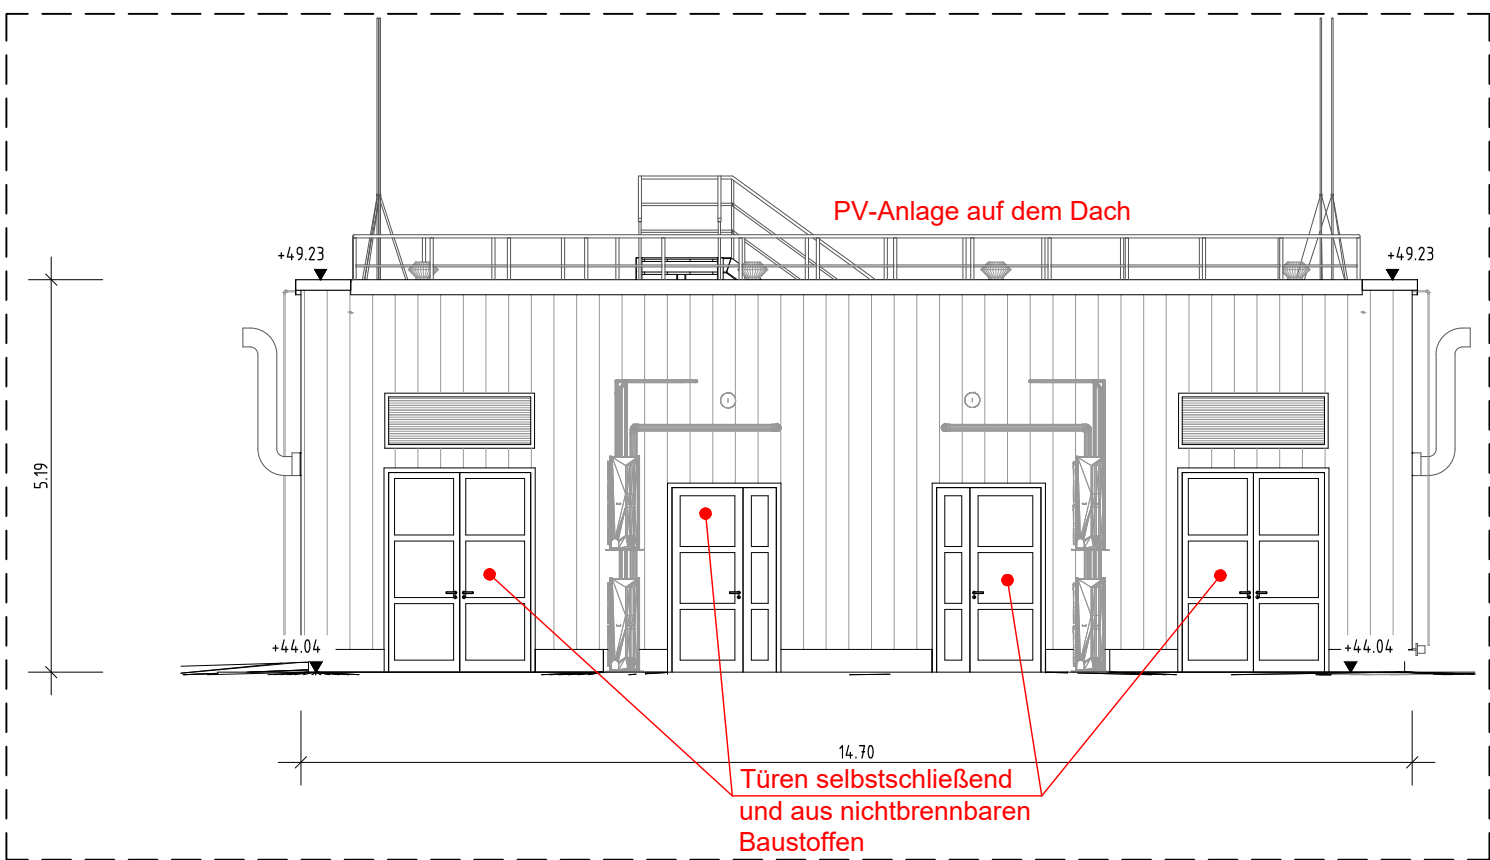 PV-Anlage auf dem Dach
+49.23
+49.23
5.19
+44.04
+44.04
14.70
Türen selbstschließend
und aus nichtbrennbaren
Baustoffen